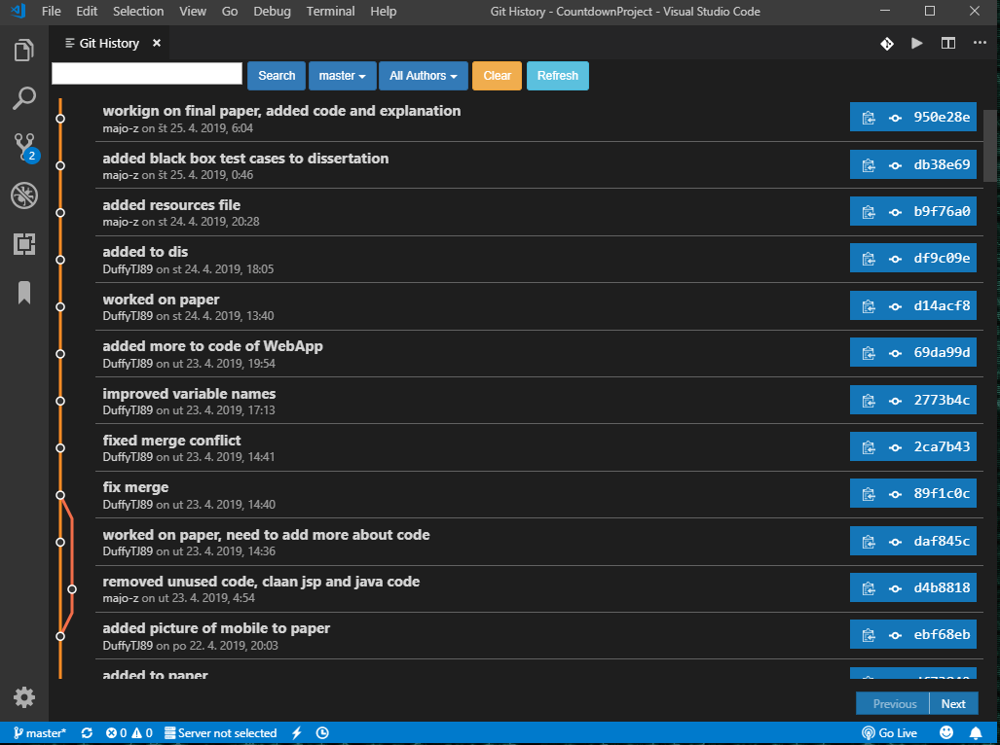 File Edit Selection View Go Debug Terminal Help Git History - CountdownProject - Visual Studio Code
Git History
Search master All Authors Clear Refresh
workign on final paper, added code and explanation
majo-z on št 25. 4. 2019, 6:04
950e28e
added black box test cases to dissertation
majo-z on št 25. 4. 2019, 0:46
db38e69
added resources file
majo-z on st 24. 4. 2019, 20:28
b9f76a0
added to dis
DuffyTJ89 on st 24. 4. 2019, 18:05
df9c09e
worked on paper
DuffyTJ89 on st 24. 4. 2019, 13:40
d14acf8
added more to code of WebApp
DuffyTJ89 on ut 23. 4. 2019, 19:54
69da99d
improved variable names
DuffyTJ89 on ut 23. 4. 2019, 17:13
2773b4c
fixed merge conflict
DuffyTJ89 on ut 23. 4. 2019, 14:41
2ca7b43
fix merge
DuffyTJ89 on ut 23. 4. 2019, 14:40
89f1c0c
worked on paper, need to add more about code
DuffyTJ89 on ut 23. 4. 2019, 14:36
daf845c
removed unused code, claan jsp and java code
majo-z on ut 23. 4. 2019, 4:54
d4b8818
added picture of mobile to paper
DuffyTJ89 on po 22. 4. 2019, 20:03
ebf68eb
added to paper
Previous Next
2
master* 0 0 Server not selected Go Live